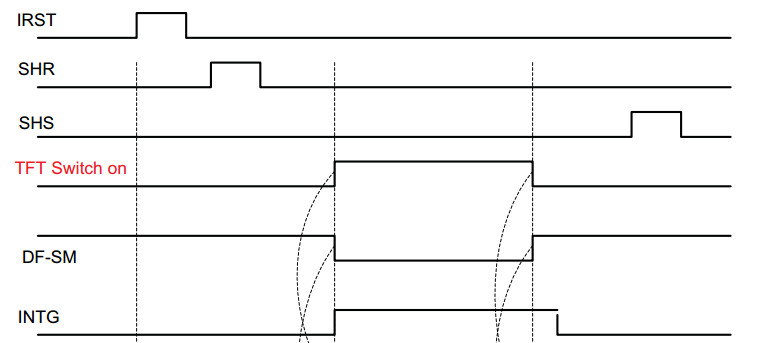 IRST
SHR
SHS
TFT Switch on
DF-SM
INTG